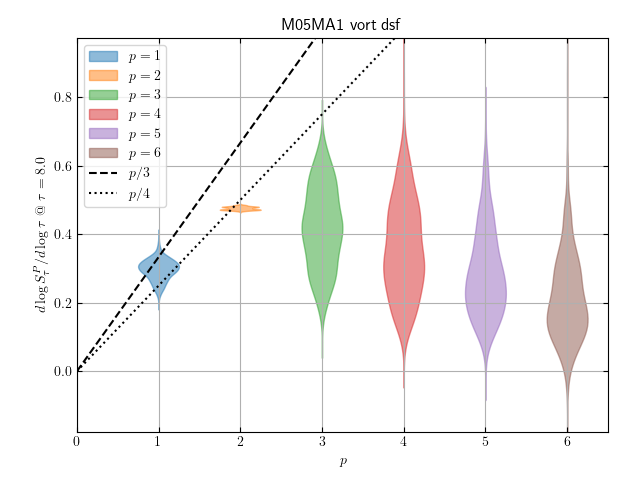 M05MA1 vort dsf
p = 1
p = 2
p = 3
p = 4
p = 5
p = 6
p/3
p/4
d log S_τ^P / d log τ @ τ = 8.0
0.8
0.6
0.4
0.2
0.0
0 1 2 3 4 5 6
p